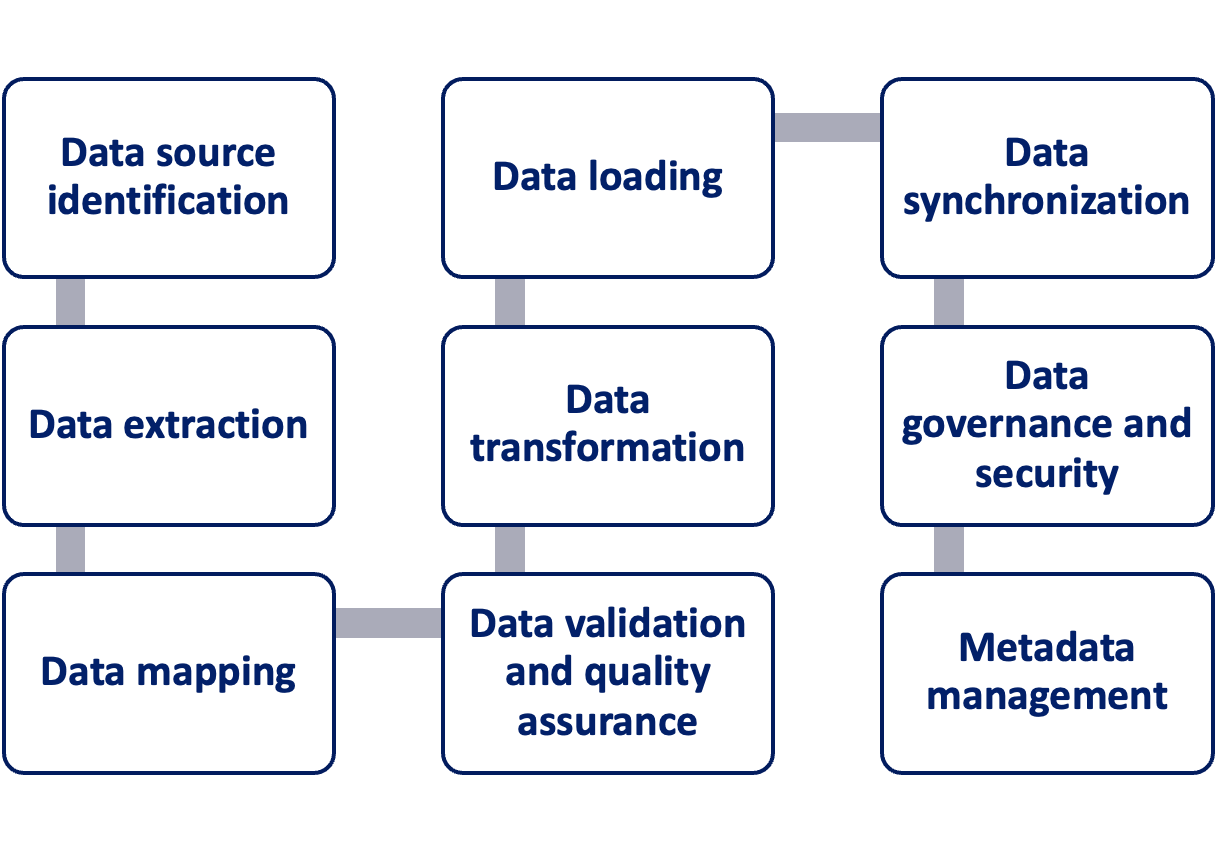 Data source
identification
Data extraction
Data mapping
Data validation
and quality
assurance
Data
transformation
Data loading
Data
synchronization
Data
governance and
security
Metadata
management